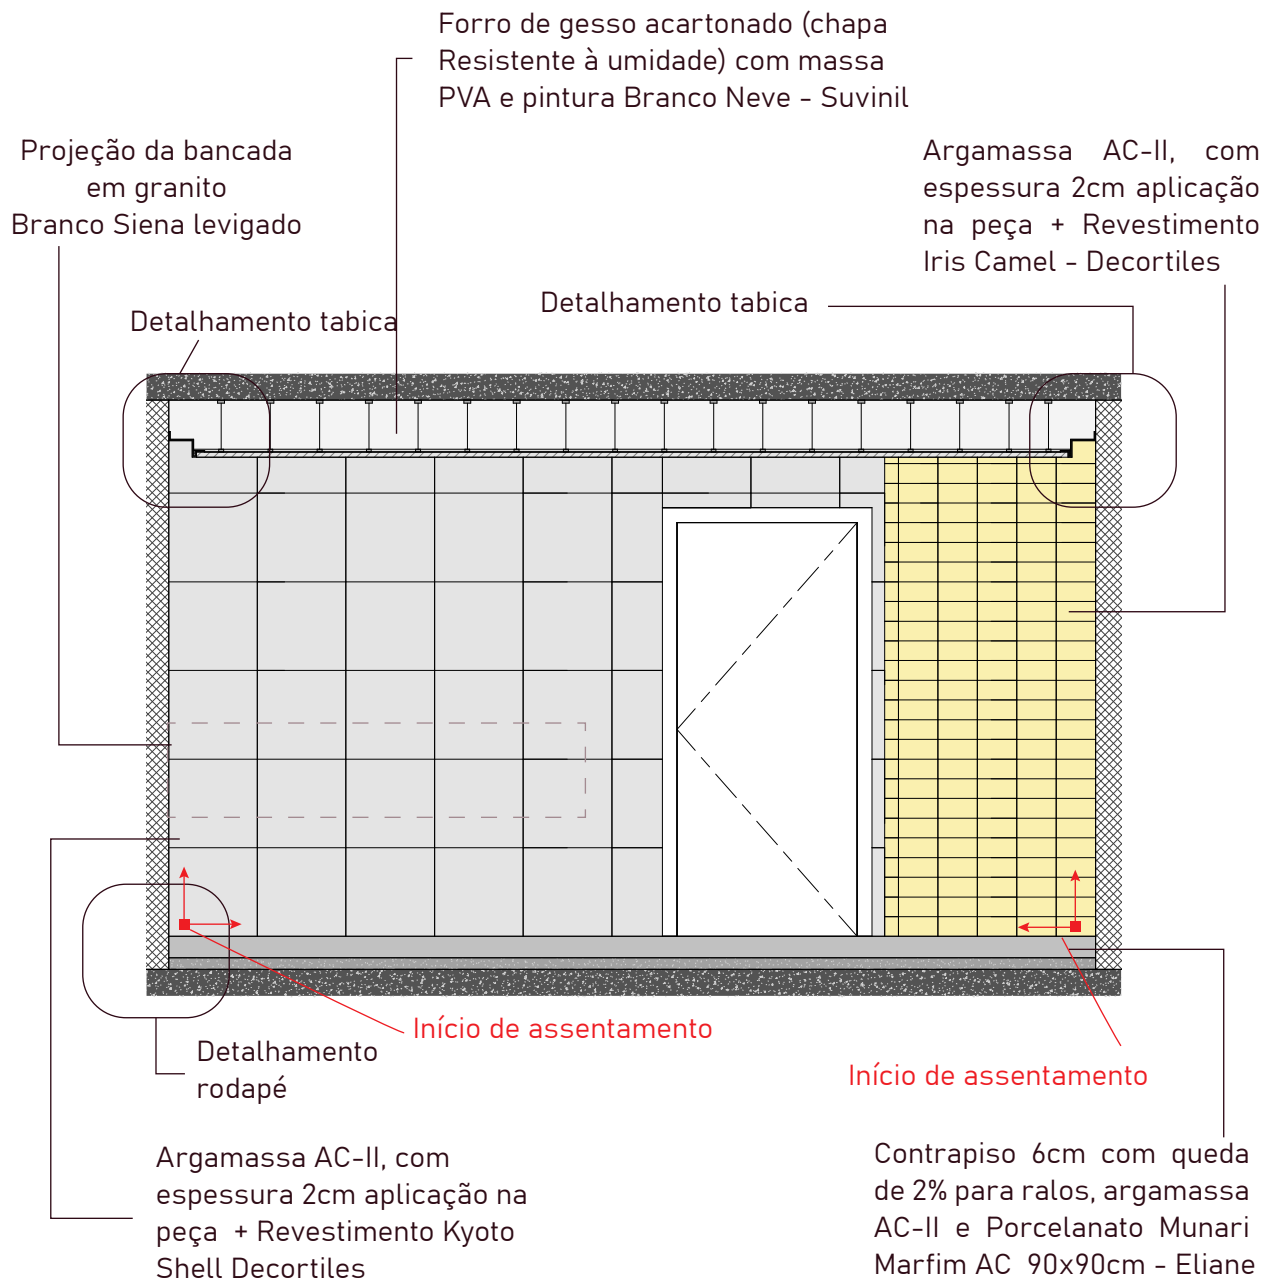 Forro de gesso acartonado (chapa
Resistente à umidade) com massa
PVA e pintura Branco Neve - Suvinil
Projeção da bancada
em granito
Branco Siena levigado
Argamassa AC-II, com
espessura 2cm aplicação
na peça + Revestimento
Iris Camel - Decortiles
Detalhamento tabica
Detalhamento tabica
Início de assentamento
Detalhamento
rodapé
Início de assentamento
Argamassa AC-II, com
espessura 2cm aplicação na
peça + Revestimento Kyoto
Shell Decortiles
Contrapiso 6cm com queda
de 2% para ralos, argamassa
AC-II e Porcelanato Munari
Marfim AC 90x90cm - Eliane